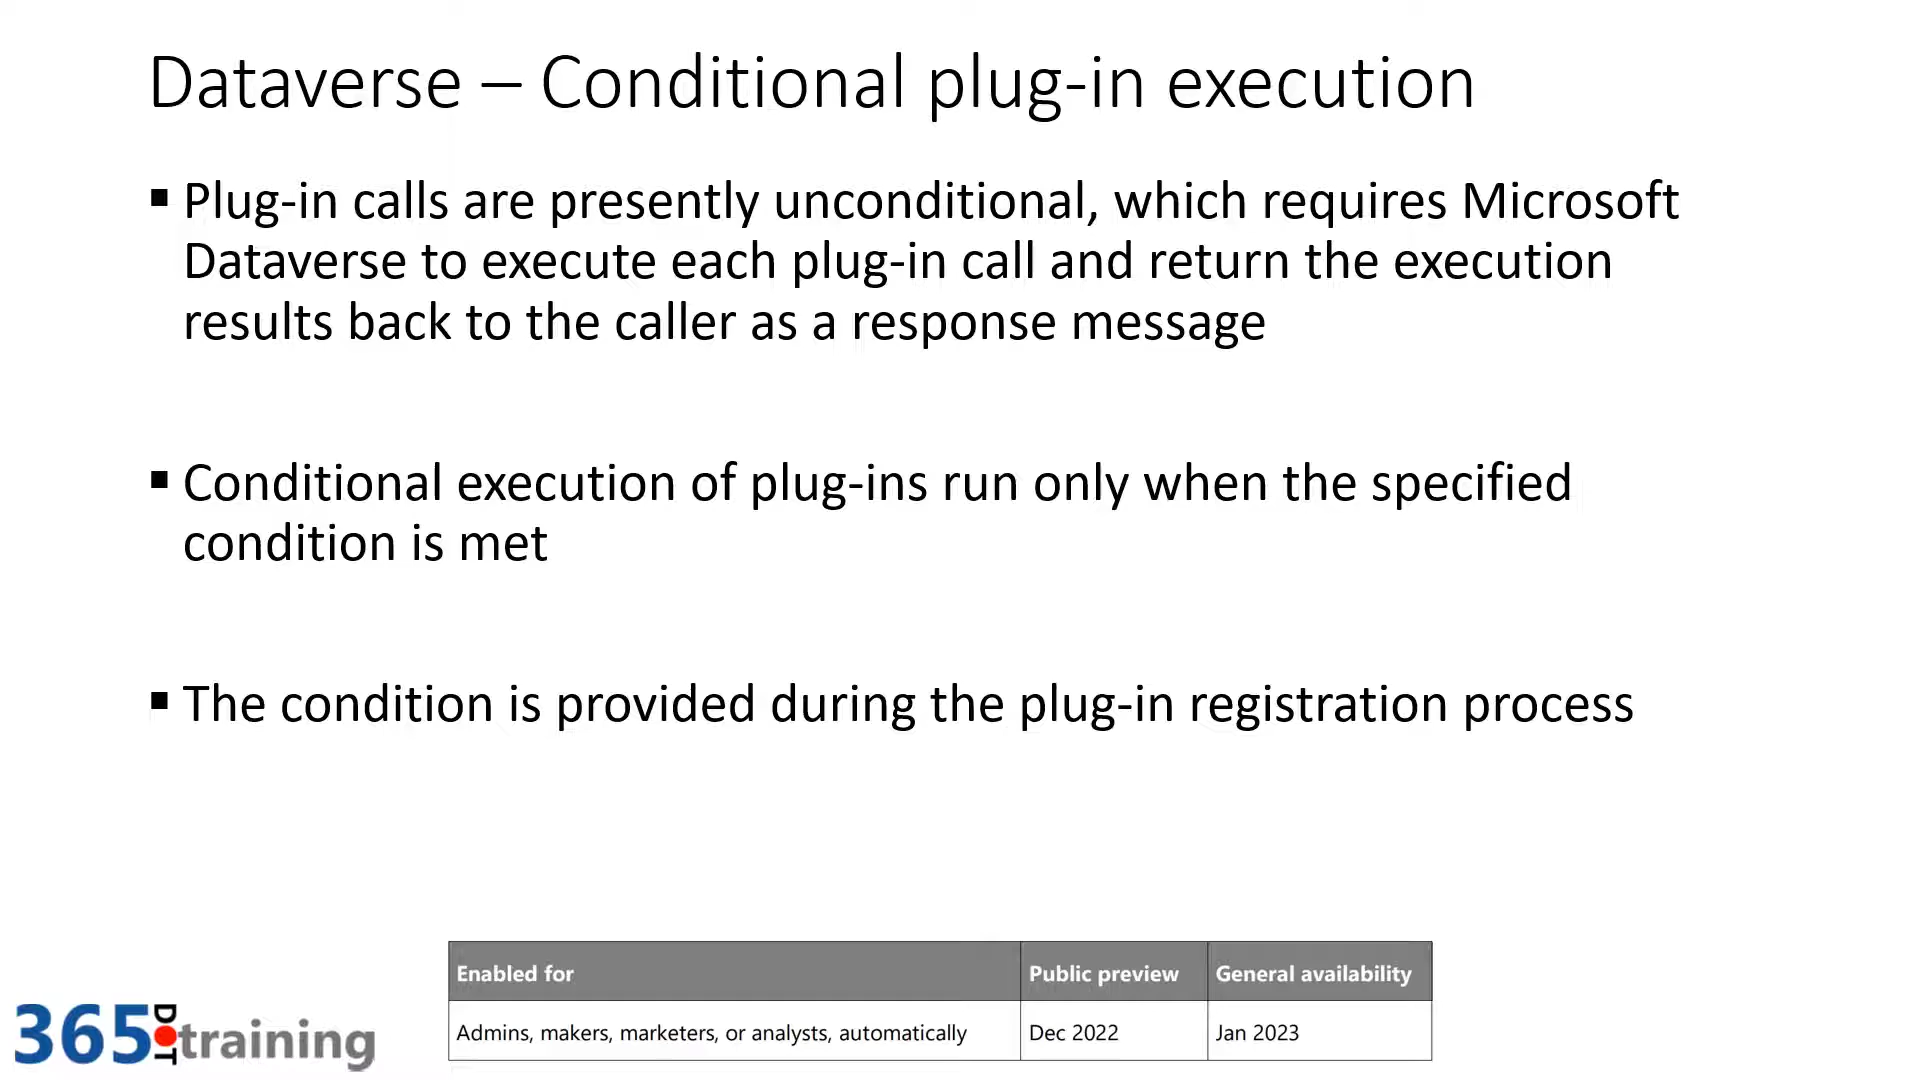 Dataverse – Conditional plug-in execution
▪ Plug-in calls are presently unconditional, which requires Microsoft
Dataverse to execute each plug-in call and return the execution
results back to the caller as a response message
▪ Conditional execution of plug-ins run only when the specified
condition is met
▪ The condition is provided during the plug-in registration process
Enabled for Public preview General availability
Admins, makers, marketers, or analysts, automatically Dec 2022 Jan 2023
365 DOT training